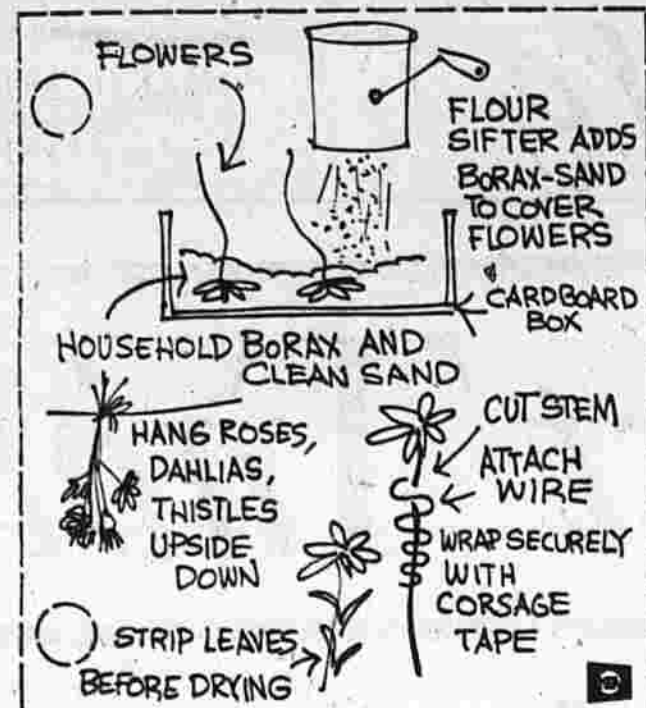 FLOWERS
FLOUR
SIFTER ADDS
BORAX-SAND
TO COVER
FLOWERS
CARDBOARD
BOX
HOUSEHOLD BORAX AND
CLEAN SAND
HANG ROSES,
DAHLIAS,
THISTLES
UPSIDE
DOWN
CUT STEM
ATTACH
WIRE
WRAP SECURELY
WITH
CORSAGE
TAPE
STRIP LEAVES
BEFORE DRYING